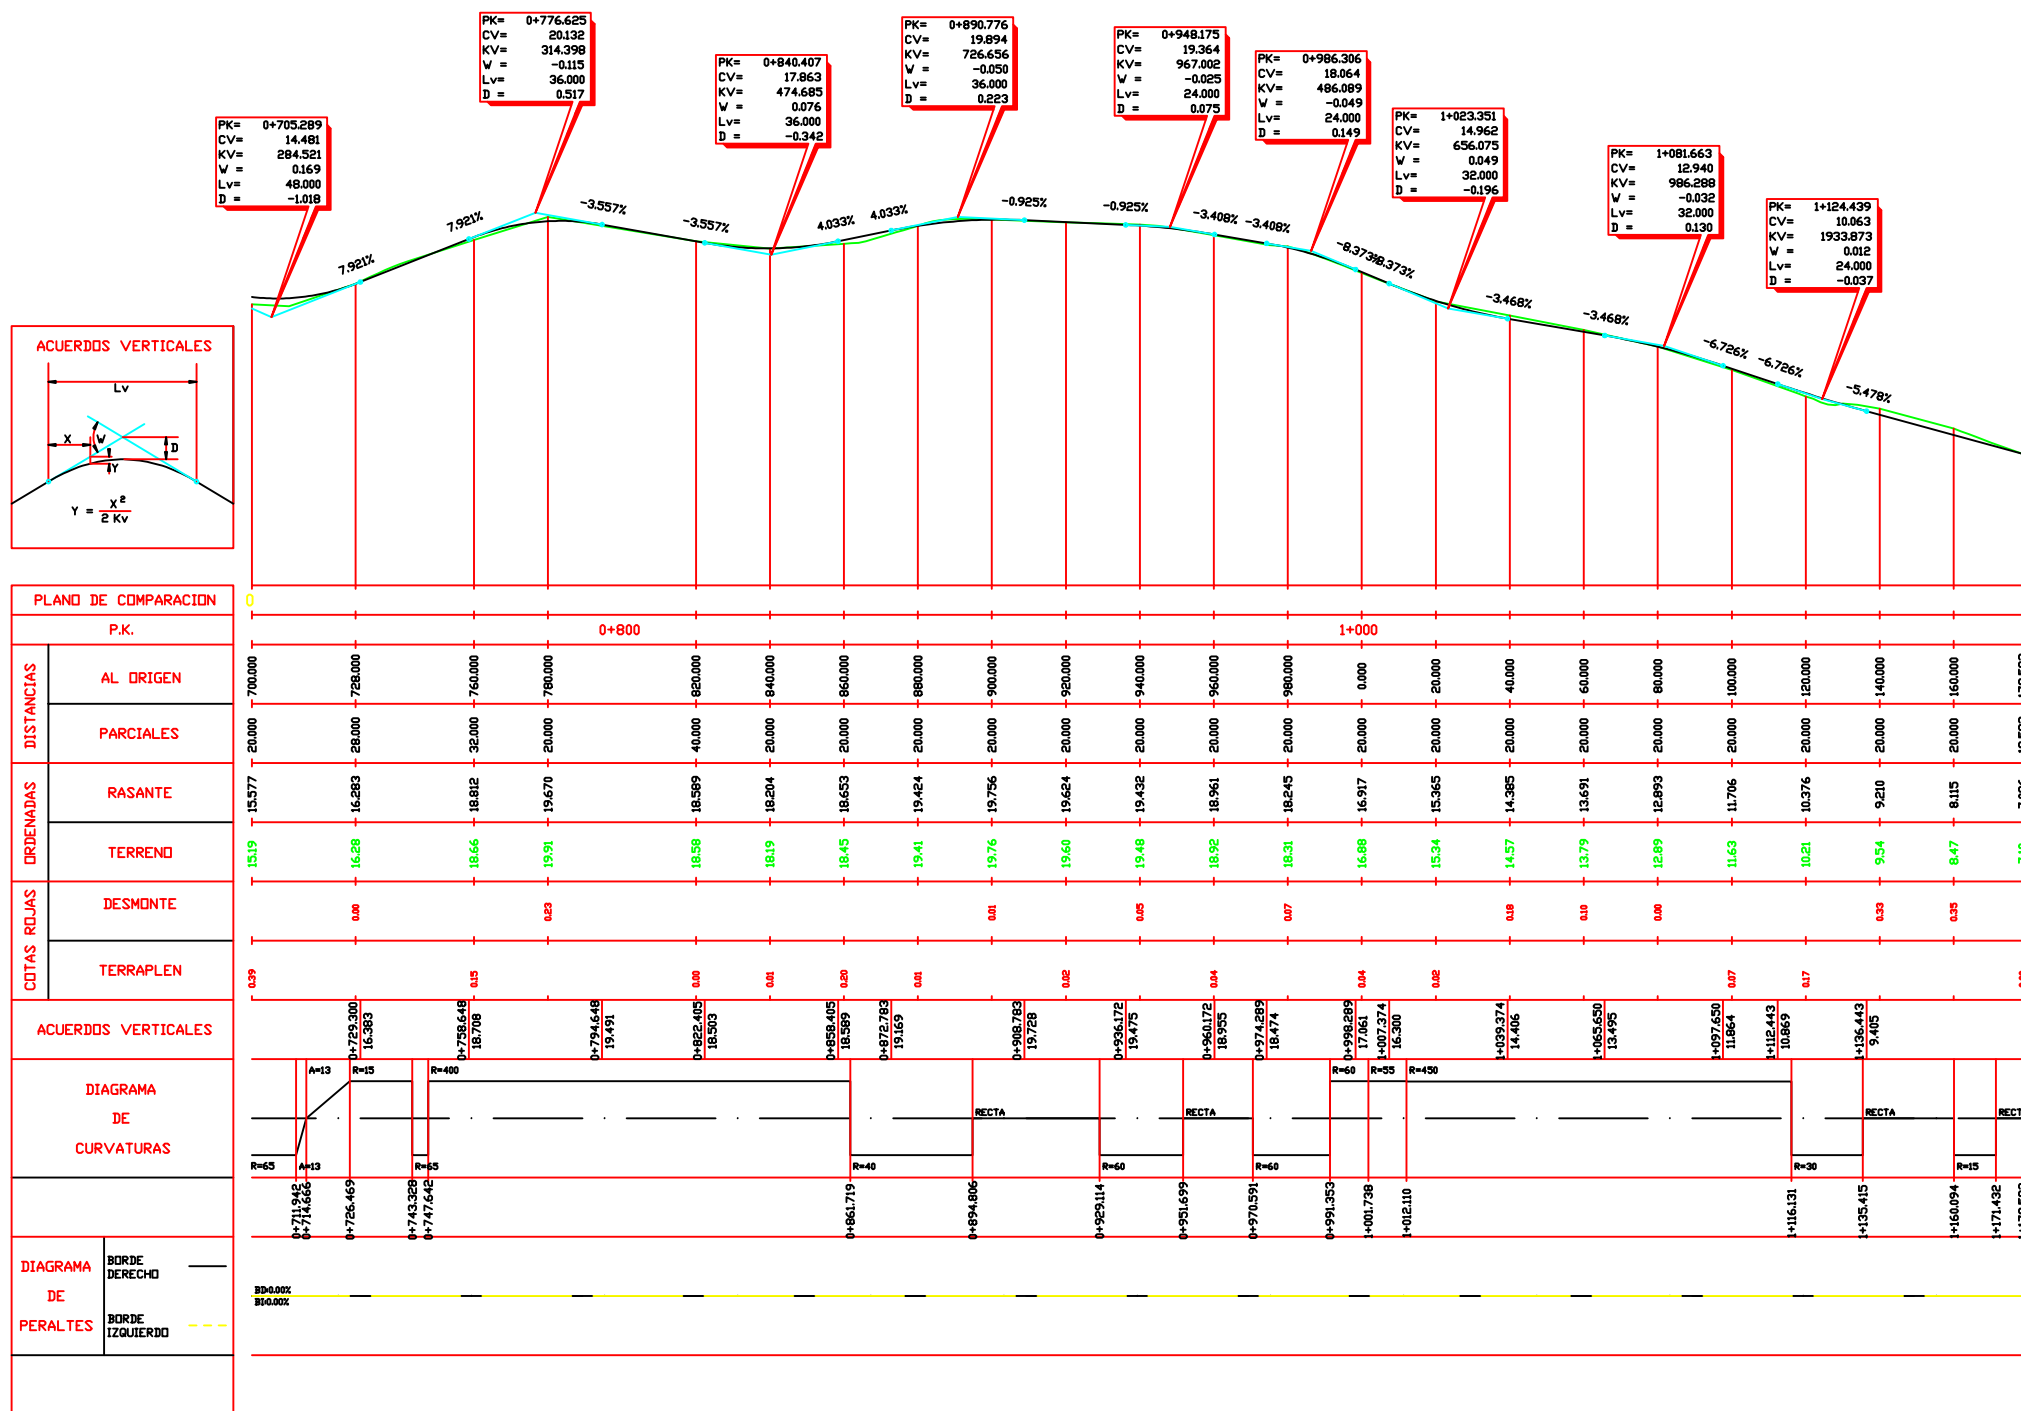 PK= 0+705.289
CV= 14.481
KV= 284.521
W = 0.169
Lv= 48.000
D = -1.018
PK= 0+776.625
CV= 20.132
KV= 314.398
W = -0.115
Lv= 36.000
D = 0.517
PK= 0+840.407
CV= 17.863
KV= 474.685
W = 0.076
Lv= 36.000
D = -0.342
PK= 0+890.776
CV= 19.894
KV= 726.656
W = -0.050
Lv= 36.000
D = 0.223
PK= 0+948.175
CV= 19.364
KV= 967.002
W = -0.025
Lv= 24.000
D = 0.075
PK= 0+986.306
CV= 18.064
KV= 486.089
W = -0.049
Lv= 24.000
D = 0.149
PK= 1+023.351
CV= 14.962
KV= 656.075
W = 0.049
Lv= 32.000
D = -0.196
PK= 1+081.663
CV= 12.940
KV= 986.288
W = -0.032
Lv= 32.000
D = 0.130
PK= 1+124.439
CV= 10.063
KV= 1933.873
W = 0.012
Lv= 24.000
D = -0.037
7.921% 7.921% -3.557% -3.557% 4.033% 4.033% -0.925% -0.925% -3.408% -3.408% -8.373% -8.373% -3.468% -3.468% -6.726% -6.726% -5.478%
ACUERDOS VERTICALES
Lv
X W D
Y
Y = X² / 2 Kv
PLANO DE COMPARACION 0
P.K. 0+800 1+000
DISTANCIAS
AL ORIGEN 700.000 728.000 760.000 780.000 820.000 840.000 860.000 880.000 900.000 920.000 940.000 960.000 980.000 0.000 20.000 40.000 60.000 80.000 100.000 120.000 140.000 160.000
PARCIALES 20.000 28.000 32.000 20.000 40.000 20.000 20.000 20.000 20.000 20.000 20.000 20.000 20.000 20.000 20.000 20.000 20.000 20.000 20.000 20.000 20.000 20.000
ORDENADAS
RASANTE 15.577 16.283 18.812 19.670 18.589 18.204 18.653 19.424 19.756 19.624 19.432 18.961 18.245 16.917 15.365 14.385 13.691 12.893 11.706 10.376 9.210 8.115
TERRENO 15.19 16.28 18.66 19.91 18.58 18.19 18.45 19.41 19.76 19.60 19.48 18.92 18.31 16.88 15.34 14.57 13.79 12.89 11.63 10.21 9.54 8.47
COTAS ROJAS
DESMONTE 0.00 0.23 0.01 0.05 0.07 0.18 0.10 0.00 0.33 0.35
TERRAPLEN 0.39 0.15 0.00 0.01 0.20 0.01 0.02 0.04 0.04 0.02 0.07 0.17
ACUERDOS VERTICALES
0+729.300 16.383
0+758.648 18.708
0+794.648 19.491
0+822.405 18.503
0+858.405 18.589
0+872.783 19.169
0+908.783 19.728
0+936.172 19.475
0+960.172 18.955
0+974.289 18.474
0+998.289 17.061
1+007.374 16.300
1+039.374 14.406
1+065.650 13.495
1+097.650 11.864
1+112.443 10.869
1+136.443 9.405
DIAGRAMA
DE
CURVATURAS
A=13 R=15 R=400 R=60 R=55 R=450
RECTA RECTA RECTA
R=65 A=13 R=65 R=40 R=60 R=60 R=30 R=15
0+711.942 0+714.666 0+726.469 0+743.328 0+747.642 0+861.719 0+894.806 0+929.114 0+951.699 0+970.591 0+991.353 1+001.738 1+012.110 1+116.131 1+135.415 1+160.094 1+171.432
DIAGRAMA
DE
PERALTES
BORDE
DERECHO
BORDE
IZQUIERDO
BD=0.00%
BI=0.00%